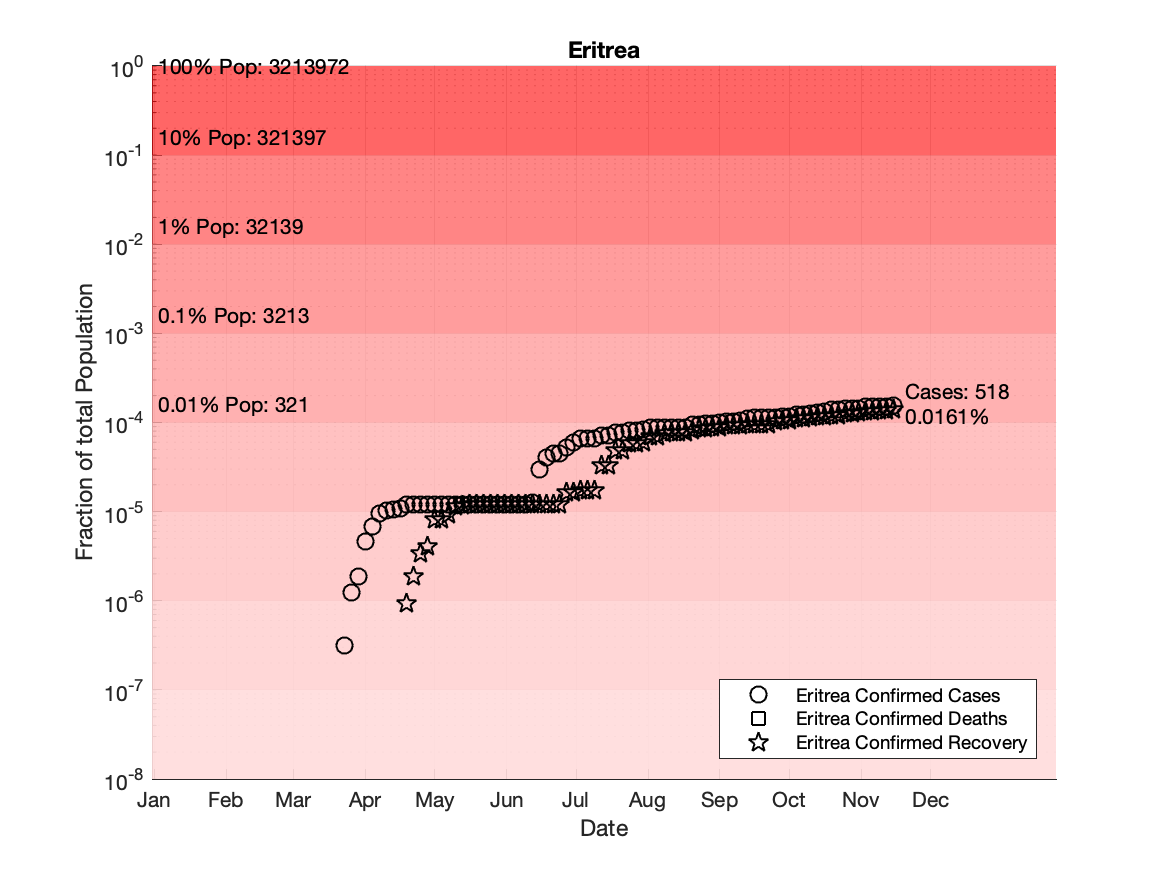 Eritrea
10^0
100% Pop: 3213972
10% Pop: 321397
10^-1
1% Pop: 32139
10^-2
0.1% Pop: 3213
10^-3
0.01% Pop: 321
10^-4
Cases: 518
0.0161%
10^-5
10^-6
10^-7
10^-8
Fraction of total Population
Eritrea Confirmed Cases
Eritrea Confirmed Deaths
Eritrea Confirmed Recovery
Jan Feb Mar Apr May Jun Jul Aug Sep Oct Nov Dec
Date